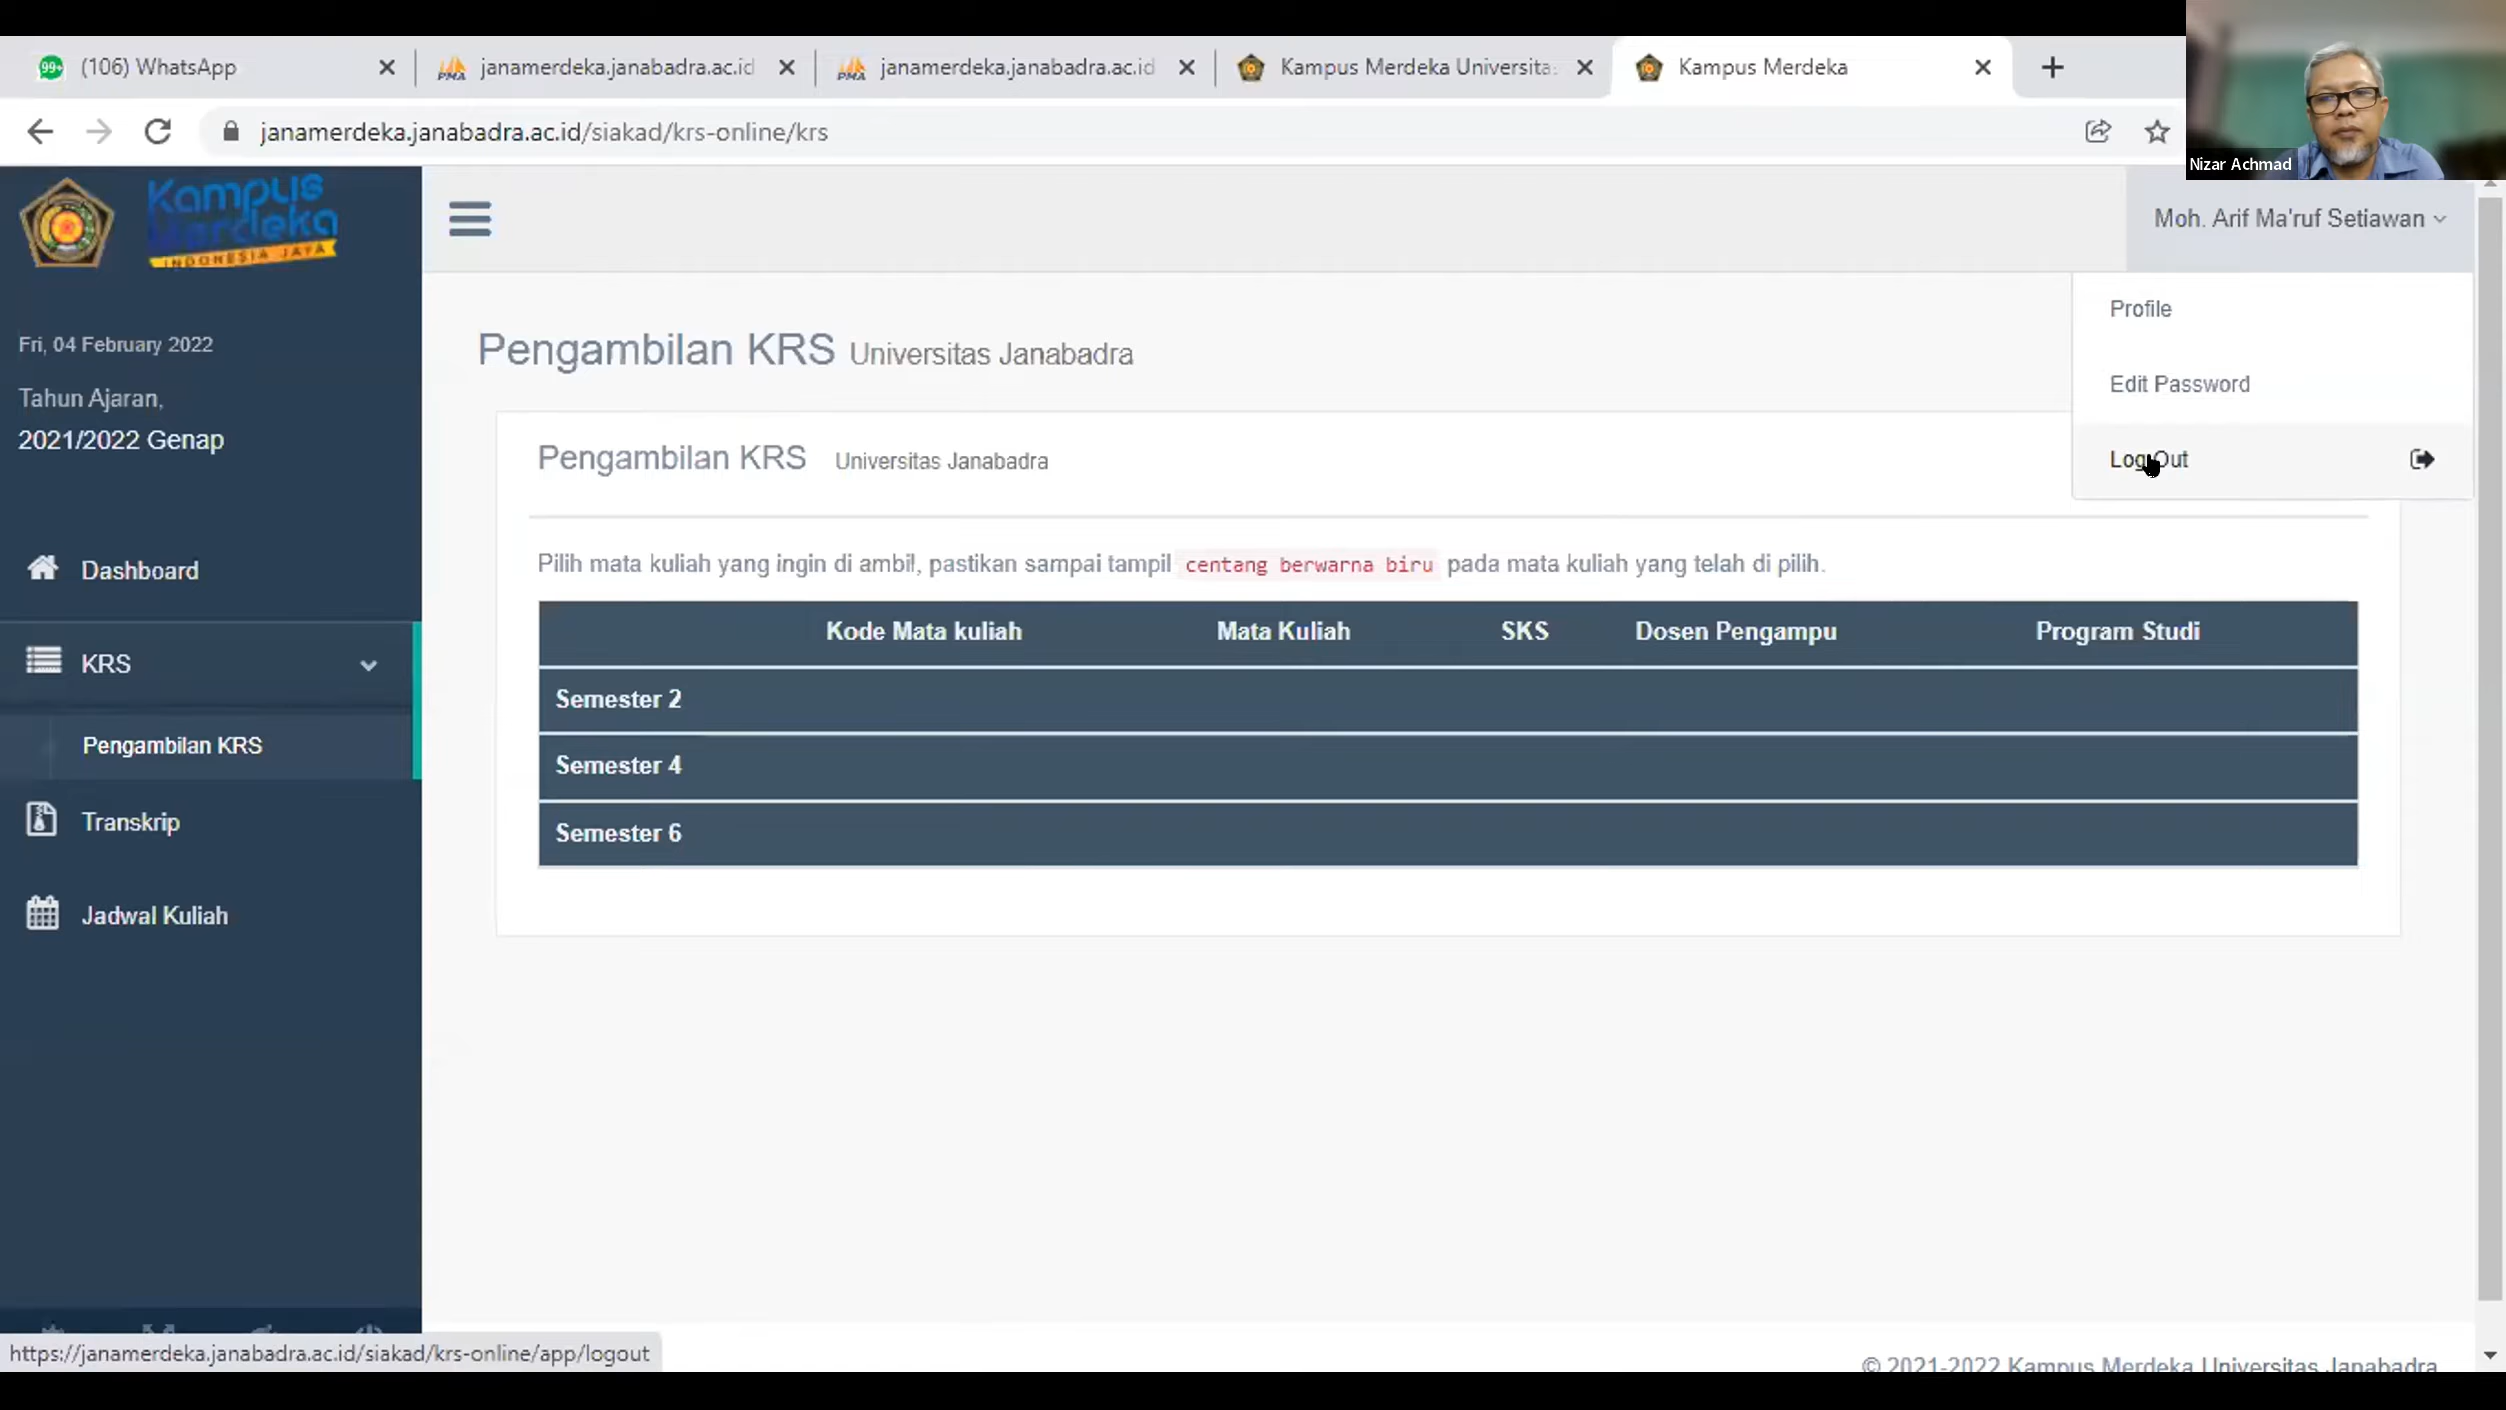 (106) WhatsApp
janamerdeka.janabadra.ac.id
janamerdeka.janabadra.ac.id
Kampus Merdeka Universitas
Kampus Merdeka
janamerdeka.janabadra.ac.id/siakad/krs-online/krs
Nizar Achmad
Kampus
Merdeka
INDONESIA JAYA
Moh. Arif Ma'ruf Setiawan
Profile
Edit Password
Log Out
Fri, 04 February 2022
Tahun Ajaran,
2021/2022 Genap
Dashboard
KRS
Pengambilan KRS
Transkrip
Jadwal Kuliah
Pengambilan KRS Universitas Janabadra
Pengambilan KRS Universitas Janabadra
Pilih mata kuliah yang ingin di ambil, pastikan sampai tampil centang berwarna biru pada mata kuliah yang telah di pilih.
Kode Mata kuliah Mata Kuliah SKS Dosen Pengampu Program Studi
Semester 2
Semester 4
Semester 6
https://janamerdeka.janabadra.ac.id/siakad/krs-online/app/logout
© 2021-2022 Kampus Merdeka Universitas Janabadra